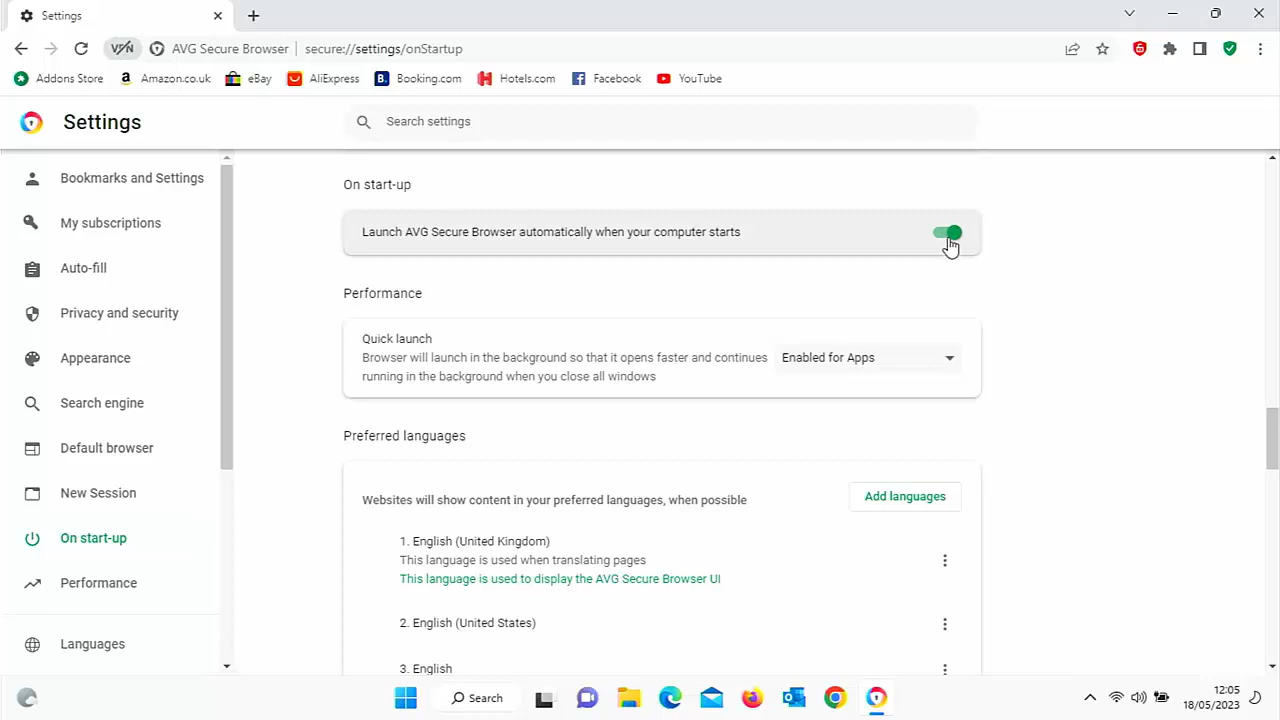 Settings
VPN
AVG Secure Browser
secure://settings/onStartup
Addons Store
Amazon.co.uk
eBay
AliExpress
Booking.com
Hotels.com
Facebook
YouTube
Settings
Search settings
Bookmarks and Settings
My subscriptions
Auto-fill
Privacy and security
Appearance
Search engine
Default browser
New Session
On start-up
Performance
Languages
On start-up
Launch AVG Secure Browser automatically when your computer starts
Performance
Quick launch
Browser will launch in the background so that it opens faster and continues
running in the background when you close all windows
Enabled for Apps
Preferred languages
Websites will show content in your preferred languages, when possible
Add languages
1. English (United Kingdom)
This language is used when translating pages
This language is used to display the AVG Secure Browser UI
2. English (United States)
3. English
Search
12:05
18/05/2023